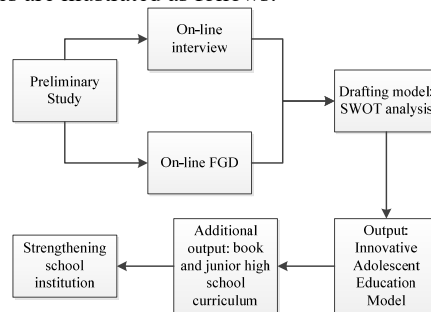 On-line
interview
Preliminary
Study
Drafting model:
SWOT analysis
On-line FGD
Strengthening
school
institution
Additional
output: book
and junior high
school
curriculum
Output:
Innovative
Adolescent
Education
Model